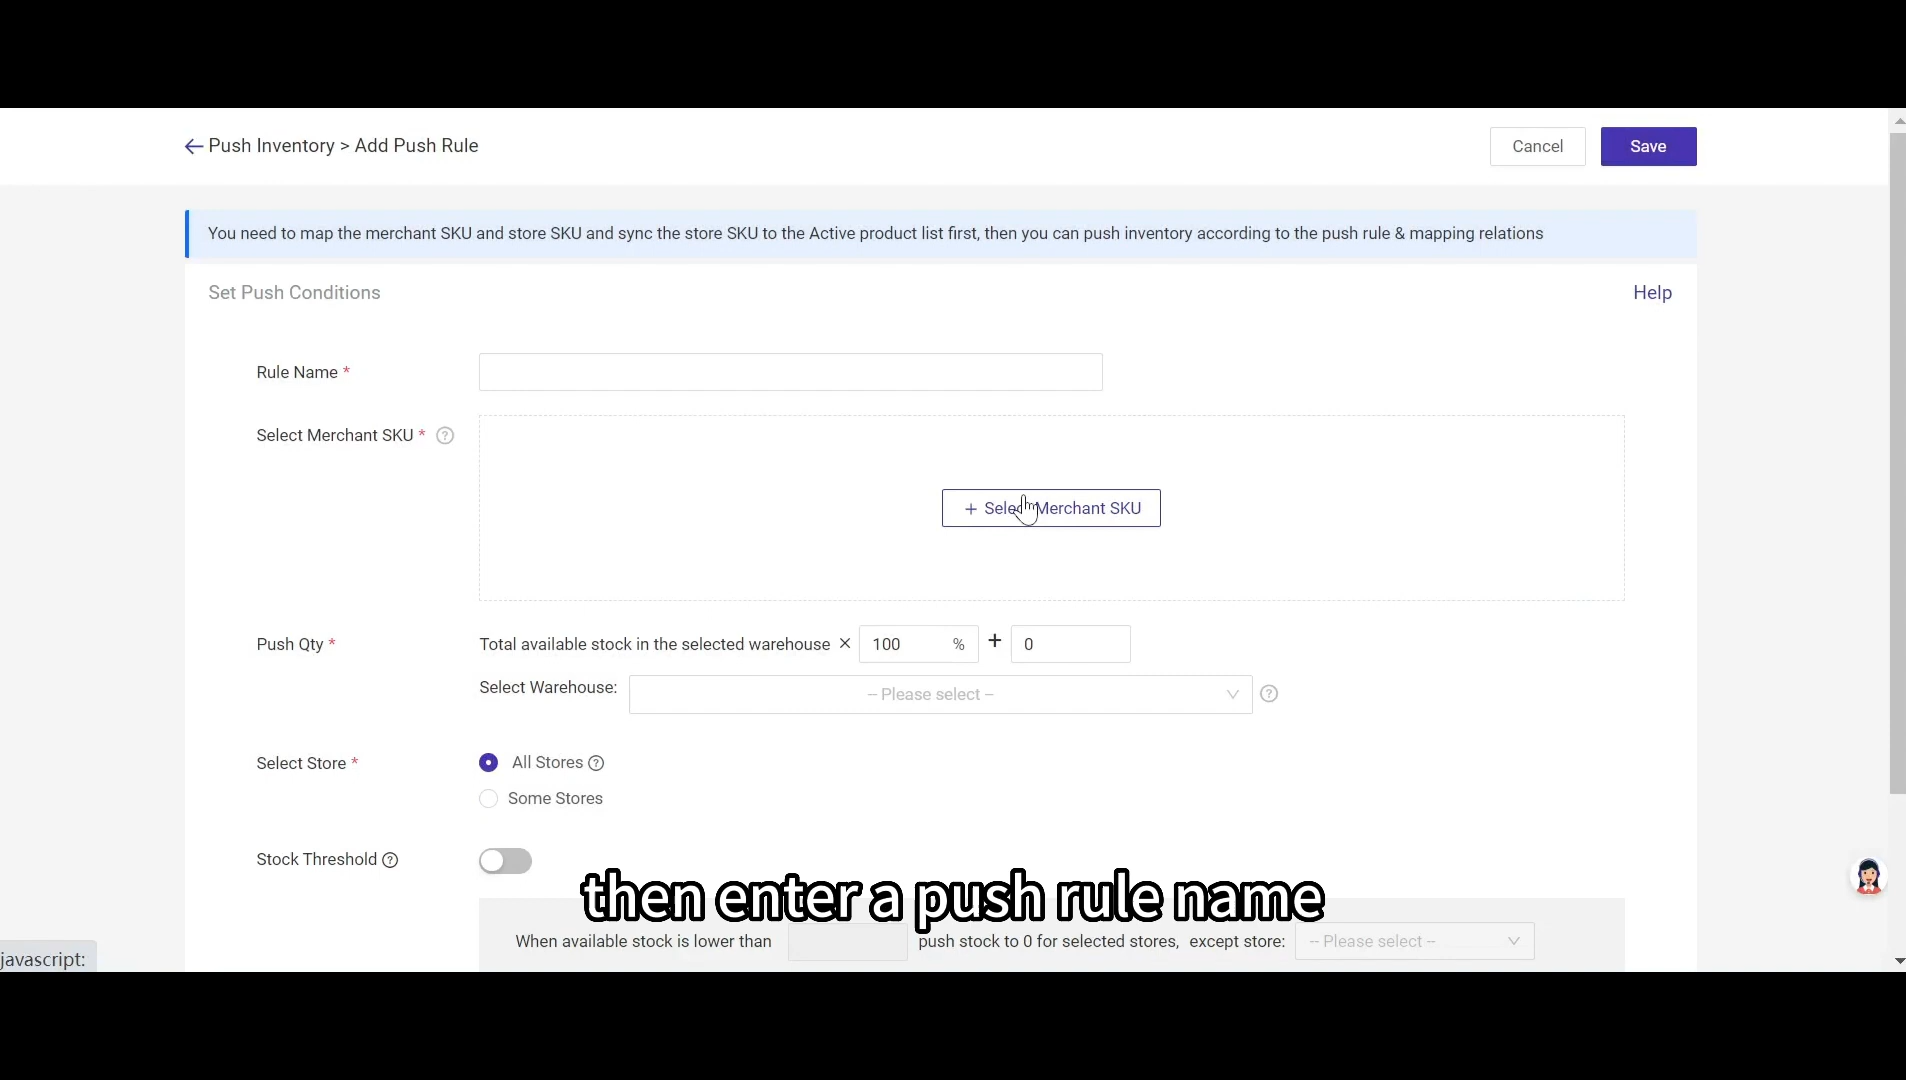 Push Inventory > Add Push Rule
Cancel
Save
You need to map the merchant SKU and store SKU and sync the store SKU to the Active product list first, then you can push inventory according to the push rule & mapping relations
Set Push Conditions
Help
Rule Name *
Select Merchant SKU * ?
+ Select Merchant SKU
Push Qty *
Total available stock in the selected warehouse × 100 % + 0
Select Warehouse: -- Please select -- ?
Select Store *
All Stores ?
Some Stores
Stock Threshold ?
then enter a push rule name
When available stock is lower than push stock to 0 for selected stores, except store: -- Please select --
javascript: